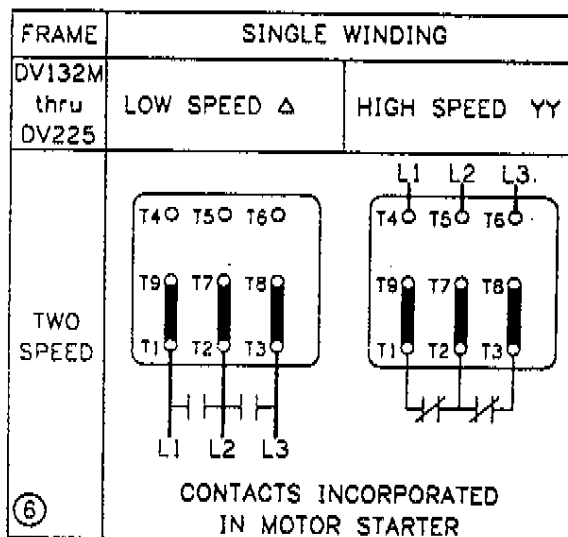 FRAME
SINGLE WINDING
DV132M
thru
DV225
LOW SPEED Δ
HIGH SPEED YY
TWO
SPEED
T4 T5 T6
T9 T7 T8
T1 T2 T3
L1 L2 L3
L1 L2 L3.
T4 T5 T6
T9 T7 T8
T1 T2 T3
CONTACTS INCORPORATED
IN MOTOR STARTER
6